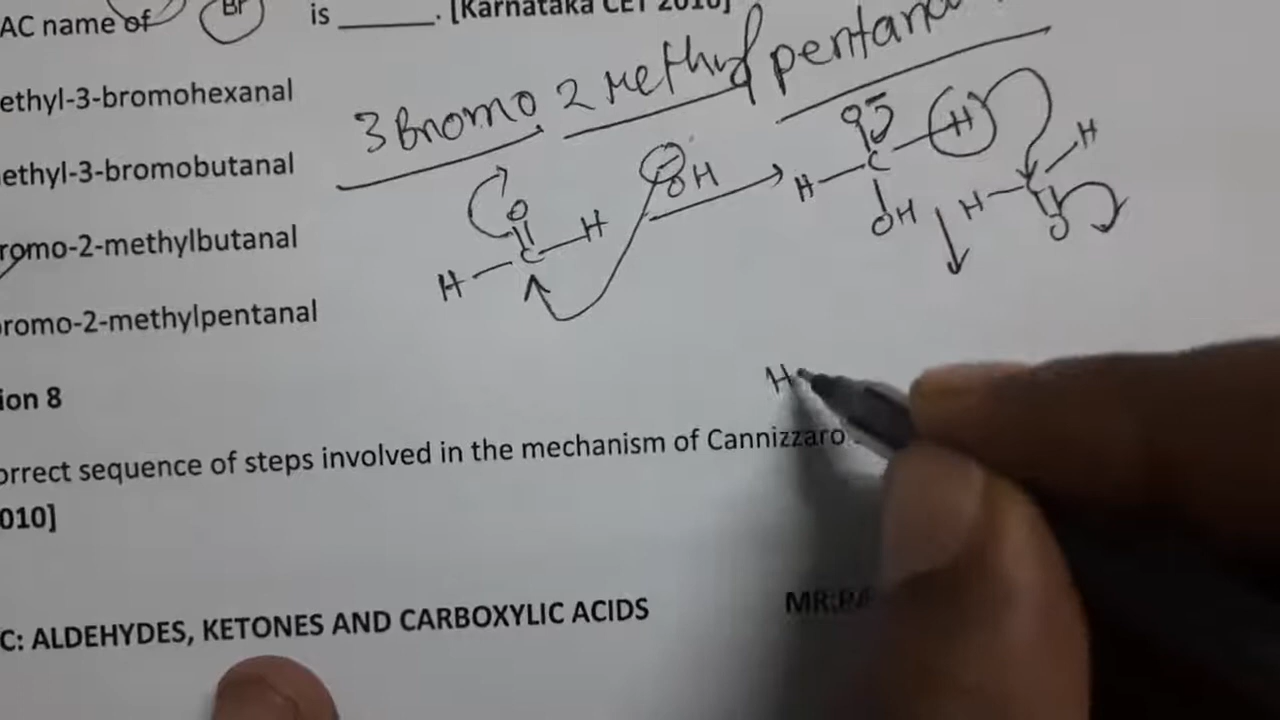 AC name of Br is ______. [Karnataka CET 2010]
3 Bromo 2 Methyl pentana
ethyl-3-bromohexanal
ethyl-3-bromobutanal
romo-2-methylbutanal
bromo-2-methylpentanal
O
H C H
OH
O
H C H
OH
H
H C
O
H
ion 8
orrect sequence of steps involved in the mechanism of Cannizzaro
010]
C: ALDEHYDES, KETONES AND CARBOXYLIC ACIDS